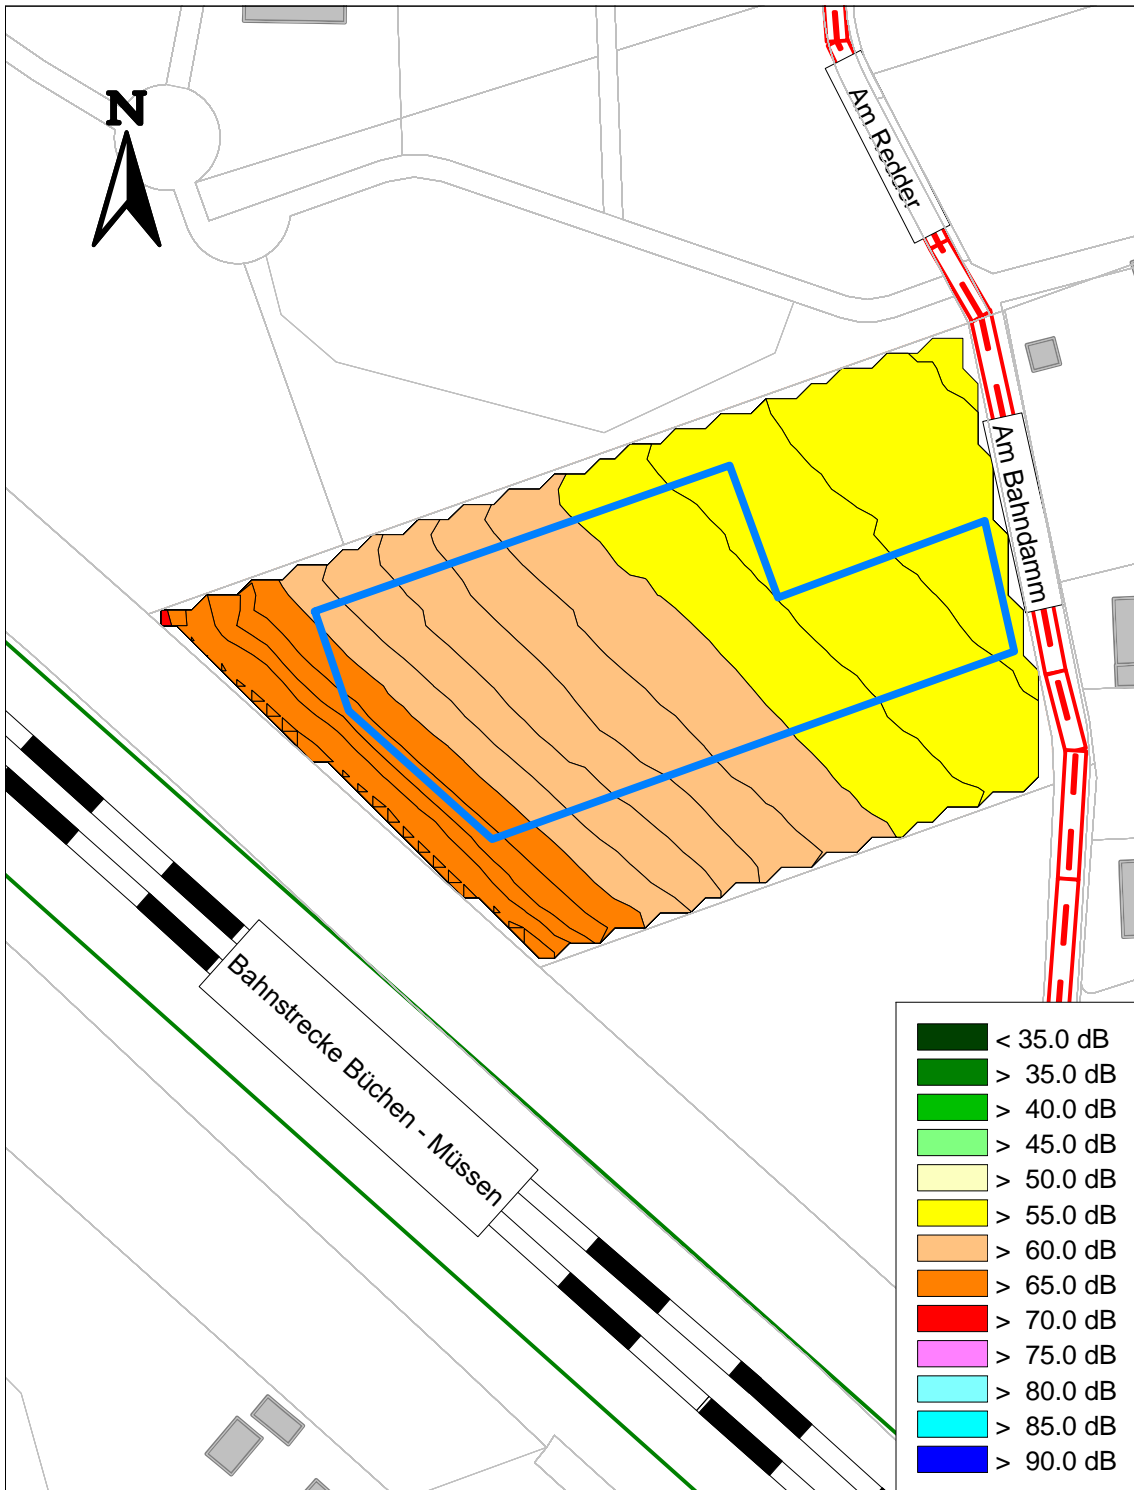 N
Am Redder
Am Bahndamm
Bahnstrecke Büchen - Müssen
< 35.0 dB
> 35.0 dB
> 40.0 dB
> 45.0 dB
> 50.0 dB
> 55.0 dB
> 60.0 dB
> 65.0 dB
> 70.0 dB
> 75.0 dB
> 80.0 dB
> 85.0 dB
> 90.0 dB